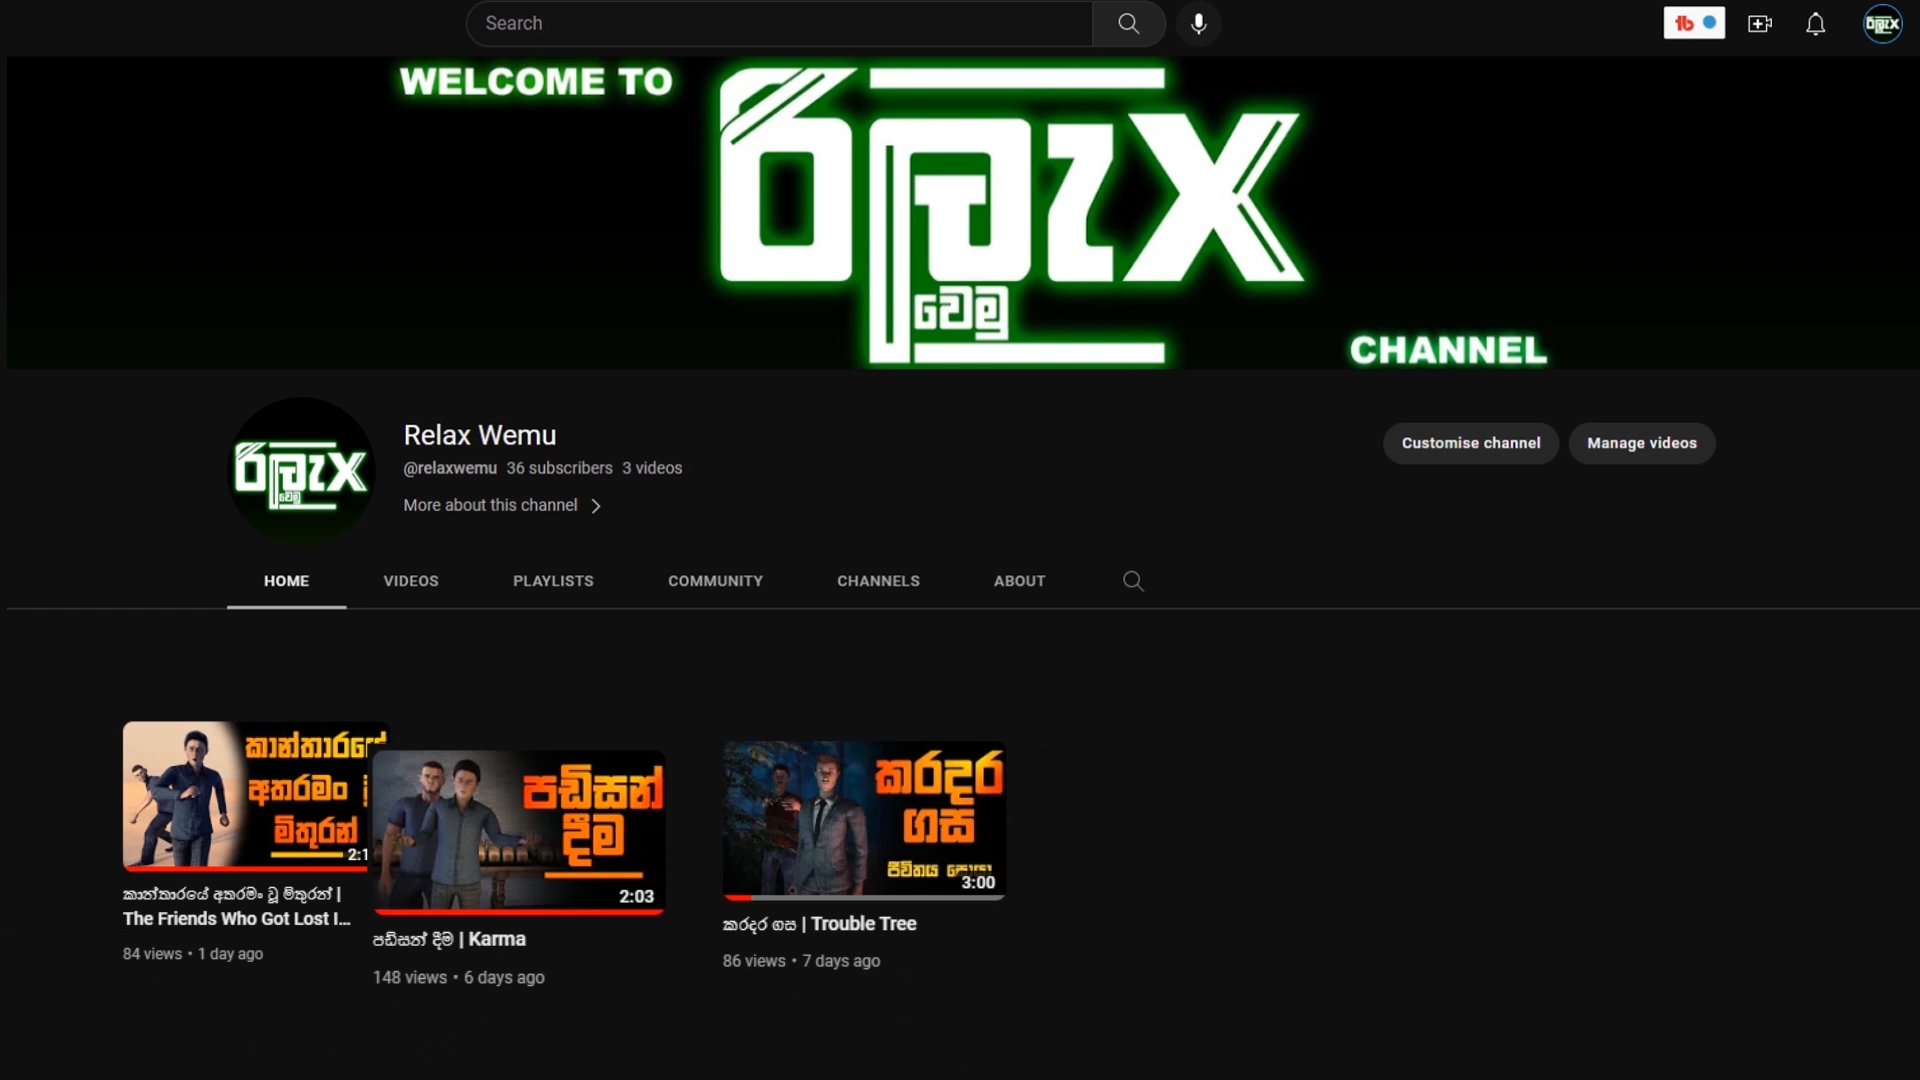 Search
WELCOME TO
රිලැX
වෙමු
CHANNEL
රිලැX
වෙමු
Relax Wemu
@relaxwemu 36 subscribers 3 videos
More about this channel
Customise channel
Manage videos
HOME
VIDEOS
PLAYLISTS
COMMUNITY
CHANNELS
ABOUT
කාන්තාරයේ
අතරමං
මිතුරන්
2:1
කාන්තාරයේ අතරමං වූ මිතුරන් |
The Friends Who Got Lost I...
84 views • 1 day ago
පඩිසන්
දීම
2:03
පඩිසන් දීම | Karma
148 views • 6 days ago
කරදර
ගස
ජීවිතය
3:00
කරදර ගස | Trouble Tree
86 views • 7 days ago